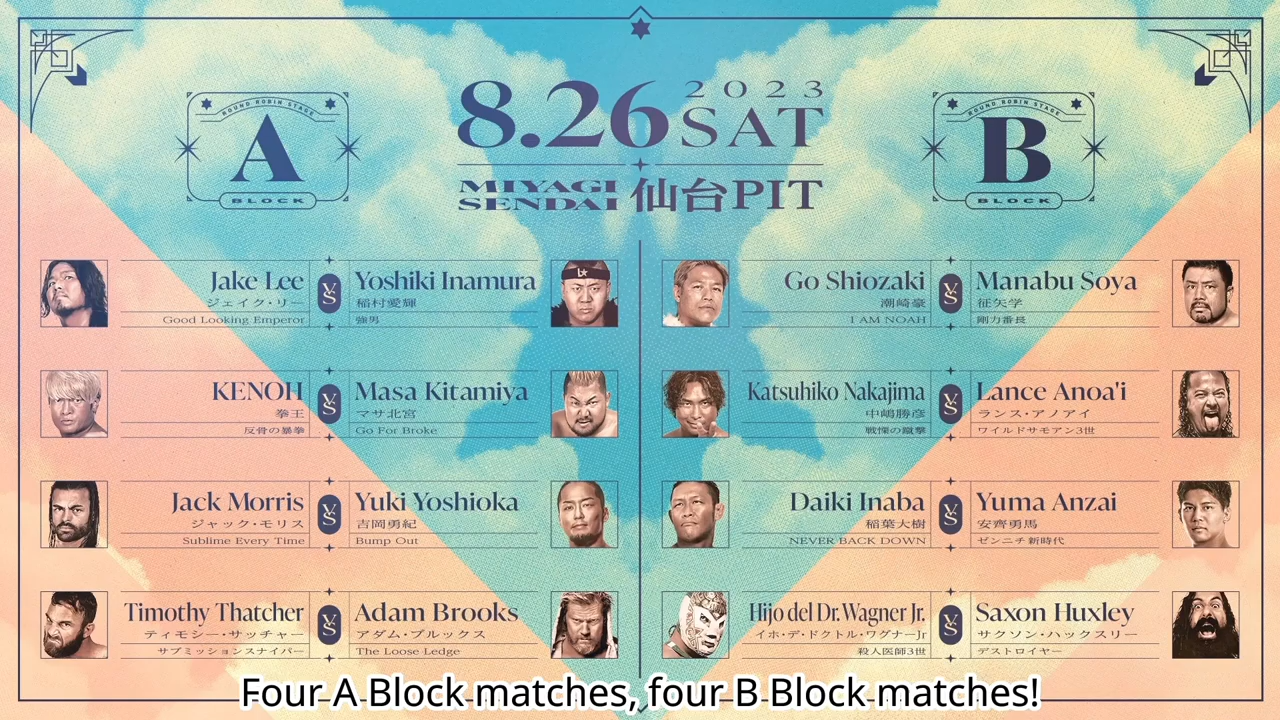 ROUND ROBIN STAGE
A
BLOCK
8.26
2023
SAT
MIYAGI
SENDAI
仙台PIT
ROUND ROBIN STAGE
B
BLOCK
Jake Lee
ジェイク・リー
Good Looking Emperor
VS
Yoshiki Inamura
稲村愛輝
強男
KENOH
拳王
反骨の暴拳
VS
Masa Kitamiya
マサ北宮
Go For Broke
Jack Morris
ジャック・モリス
Sublime Every Time
VS
Yuki Yoshioka
吉岡勇紀
Bump Out
Timothy Thatcher
ティモシー・サッチャー
サブミッションスナイパー
VS
Adam Brooks
アダム・ブルックス
The Loose Ledge
Go Shiozaki
潮崎豪
I AM NOAH
VS
Manabu Soya
征矢学
剛力番長
Katsuhiko Nakajima
中嶋勝彦
戦慄の蹴撃
VS
Lance Anoa'i
ランス・アノアイ
ワイルドサモアン3世
Daiki Inaba
稲葉大樹
NEVER BACK DOWN
VS
Yuma Anzai
安齊勇馬
ゼンニチ新時代
Hijo del Dr. Wagner Jr.
イホ・デ・ドクトル・ワグナーJr
殺人医師3世
VS
Saxon Huxley
サクソン・ハックスリー
デストロイヤー
Four A Block matches, four B Block matches!